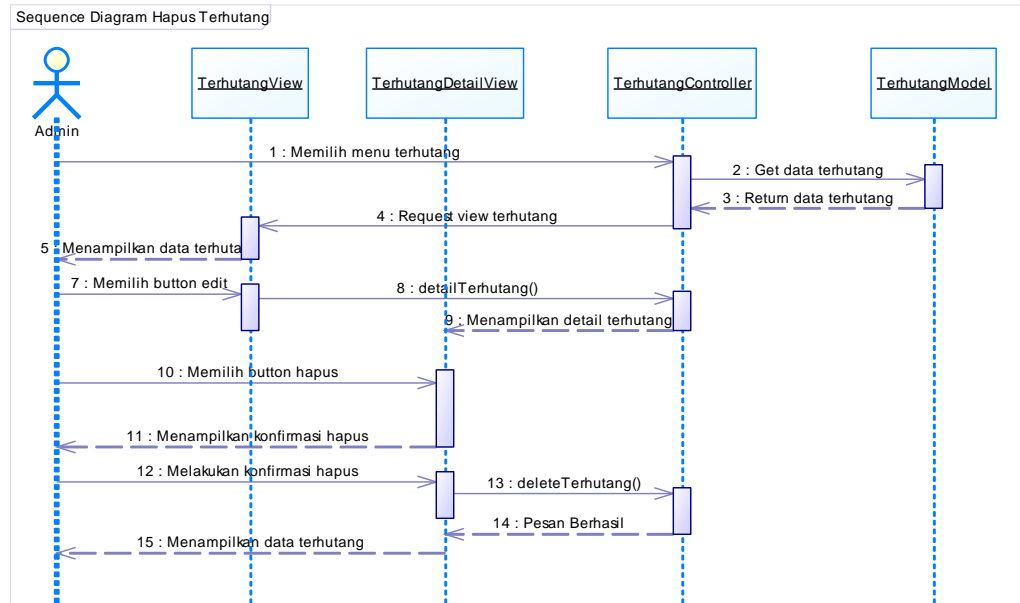 Sequence Diagram Hapus Terhutang
TerhutangView
TerhutangDetailView
TerhutangController
TerhutangModel
Admin
1 : Memilih menu terhutang
2 : Get data terhutang
3 : Return data terhutang
4 : Request view terhutang
5 : Menampilkan data terhuta
7 : Memilih button edit
8 : detailTerhutang()
9 : Menampilkan detail terhutang
10 : Memilih button hapus
11 : Menampilkan konfirmasi hapus
12 : Melakukan konfirmasi hapus
13 : deleteTerhutang()
14 : Pesan Berhasil
15 : Menampilkan data terhutang